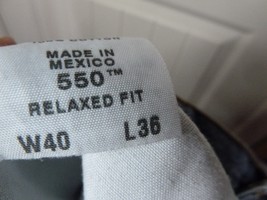 MADE IN
MEXICO
550™
RELAXED FIT
W40 L36